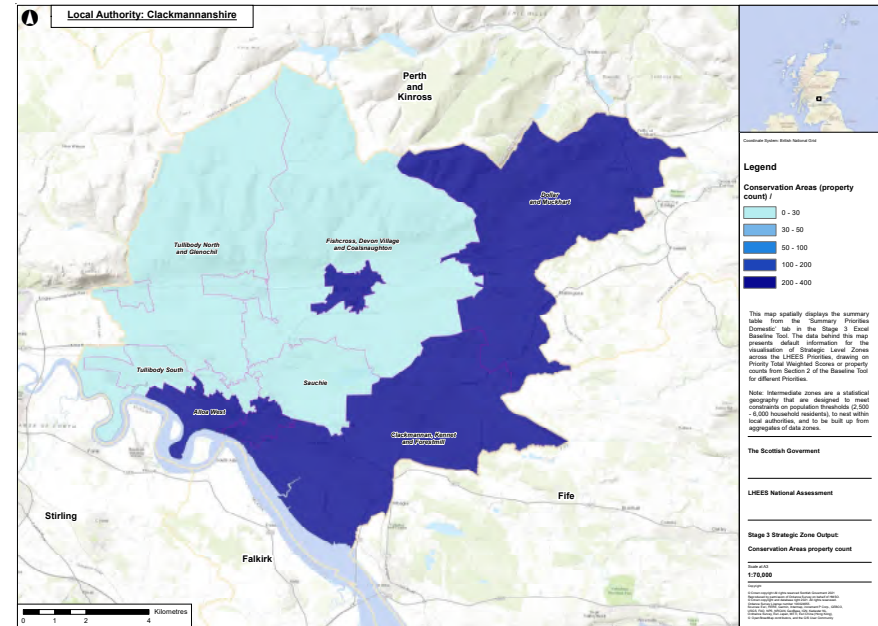 Local Authority: Clackmannanshire
Perth
and
Kinross
Dollar
and Muckhart
Tullibody North
and Glenochil
Fishcross, Devon Village
and Coalsnaughton
Tullibody South
Sauchie
Alloa West
Clackmannan, Kennet
and Forestmill
Stirling
Falkirk
Fife
0 1 2 4 Kilometres
Coordinate System: British National Grid
Legend
Conservation Areas (property
count) /
0 - 30
30 - 50
50 - 100
100 - 200
200 - 400
This map spatially displays the summary
table from the 'Summary Priorities
Domestic' tab in the Stage 3 Excel
Baseline Tool. The data behind this map
presents default information for the
visualisation of Strategic Level Zones
across the LHEES Priorities, drawing on
Priority Total Weighted Scores or property
counts from Section 2 of the Baseline Tool
for different Priorities.
Note: Intermediate zones are a statistical
geography that are designed to meet
constraints on population thresholds (2,500
- 6,000 household residents), to nest within
local authorities, and to be built up from
aggregates of data zones.
The Scottish Goverment
LHEES National Assessment
Stage 3 Strategic Zone Output:
Conservation Areas property count
Scale at A3
1:70,000
Copyright